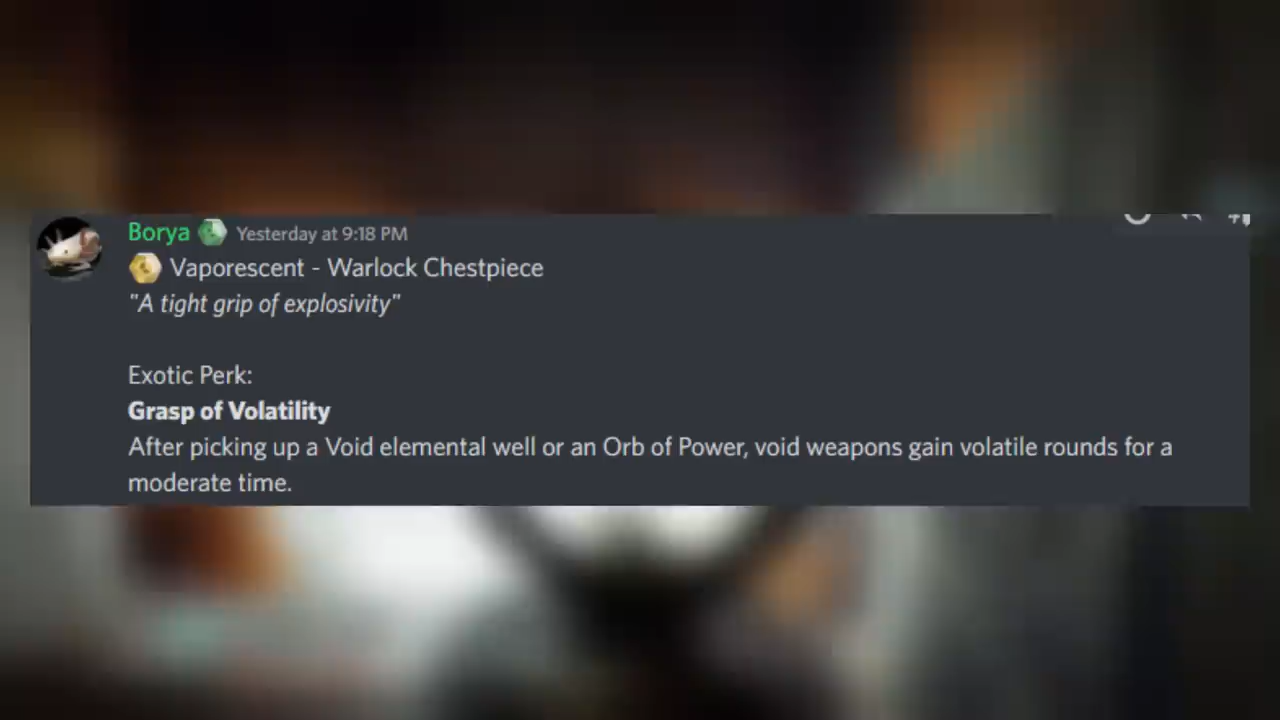 Borya Yesterday at 9:18 PM
Vaporescent - Warlock Chestpiece
"A tight grip of explosivity"
Exotic Perk:
Grasp of Volatility
After picking up a Void elemental well or an Orb of Power, void weapons gain volatile rounds for a
moderate time.